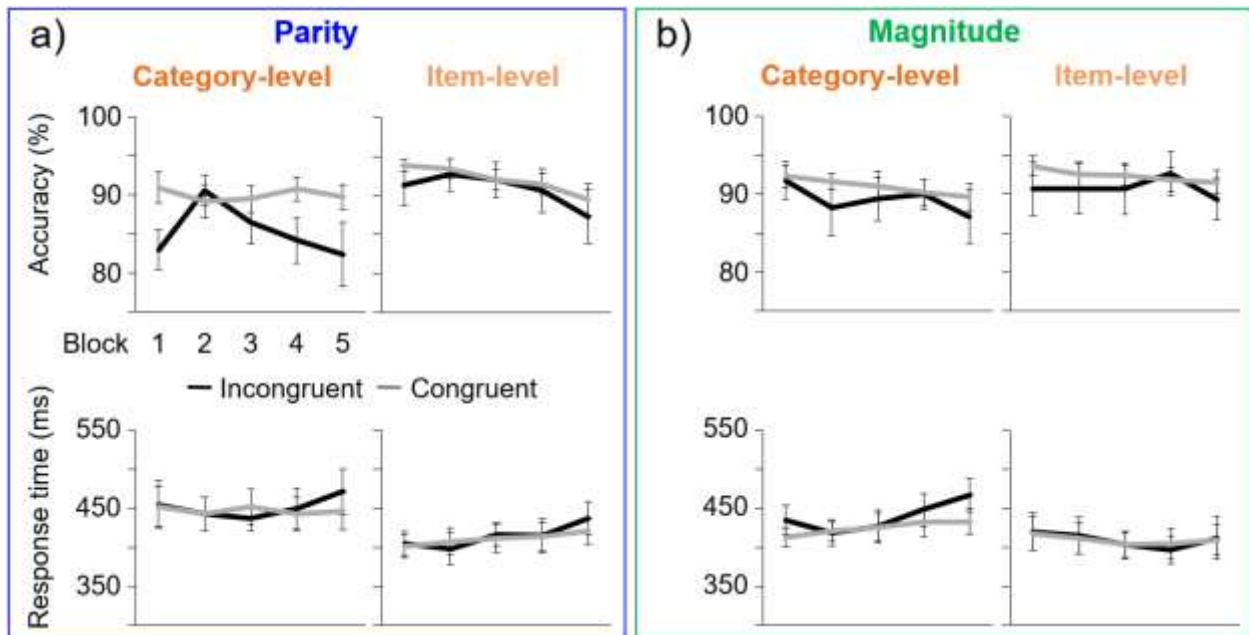 a)
Parity
Category-level Item-level
Accuracy (%)
100
90
80
Block 1 2 3 4 5
Incongruent Congruent
Response time (ms)
550
450
350
b)
Magnitude
Category-level Item-level
100
90
80
550
450
350